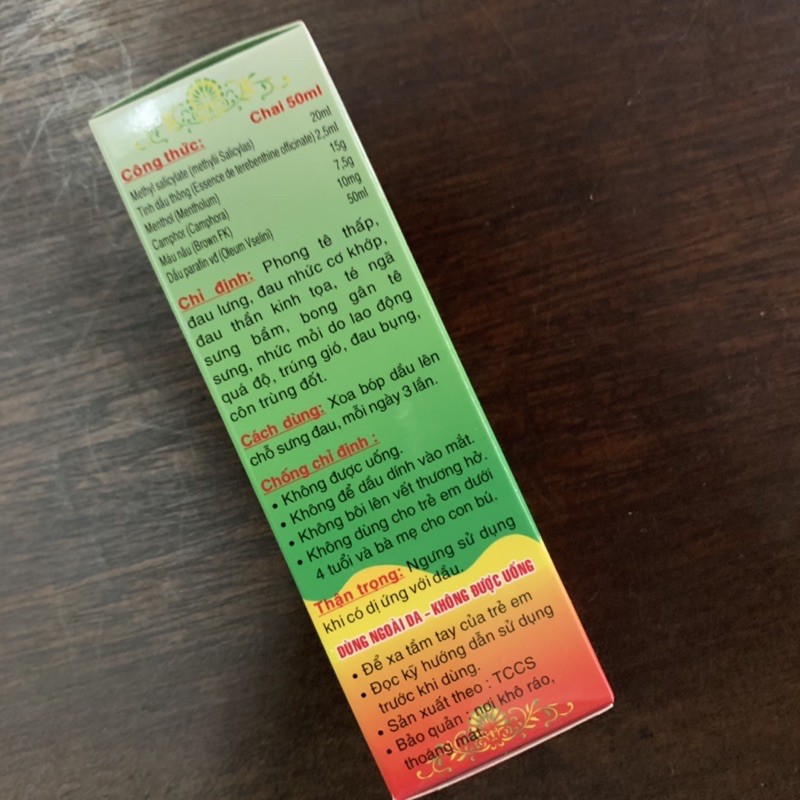 Công thức: Chai 50ml
Methyl salicylate (methylii Salicylas) 20ml
Tinh dầu thông (Essence de terebenthine officinate) 2,5ml
Menthol (Mentholum) 15g
Camphor (Camphora) 7,5g
Màu nâu (Brown FK) 10mg
Dầu parafin vđ (Oleum Vselini) 50ml
Chỉ định: Phong tê thấp,
đau lưng, đau nhức cơ khớp,
đau thần kinh tọa, té ngã
sưng bầm, bong gân tê
sưng, nhức mỏi do lao động
quá độ, trúng gió, đau bụng,
côn trùng đốt.
Cách dùng: Xoa bóp dầu lên
chỗ sưng đau, mỗi ngày 3 lần.
Chống chỉ định :
• Không được uống.
• Không để dầu dính vào mắt.
• Không bôi lên vết thương hở.
• Không dùng cho trẻ em dưới
4 tuổi và bà mẹ cho con bú.
Thận trọng: Ngưng sử dụng
khi có dị ứng với dầu.
DÙNG NGOÀI DA - KHÔNG ĐƯỢC UỐNG
• Để xa tầm tay của trẻ em
• Đọc kỹ hướng dẫn sử dụng
trước khi dùng.
• Sản xuất theo : TCCS
• Bảo quản : nơi khô ráo,
thoáng mát.